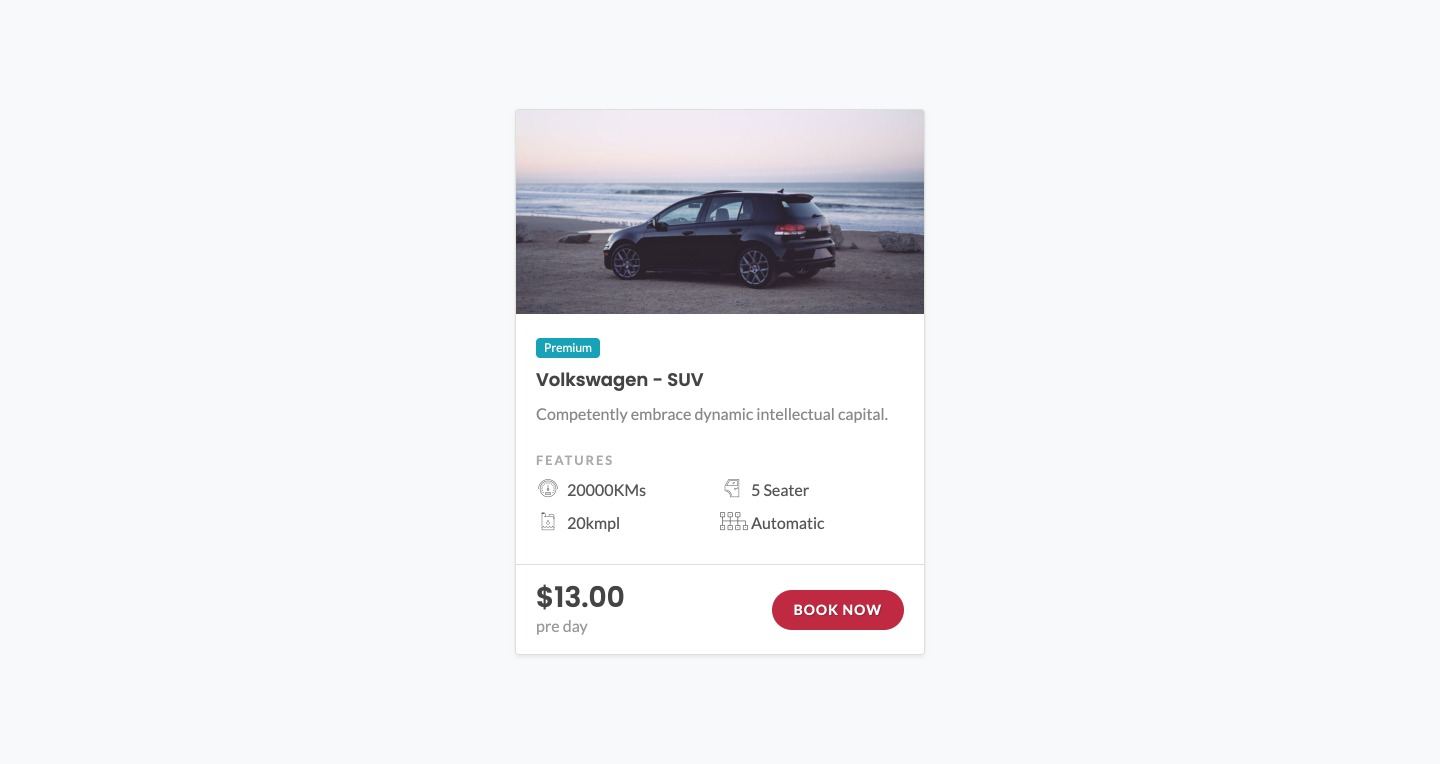 Premium
Volkswagen - SUV
Competently embrace dynamic intellectual capital.
FEATURES
20000KMs
5 Seater
20kmpl
Automatic
$13.00
pre day
BOOK NOW